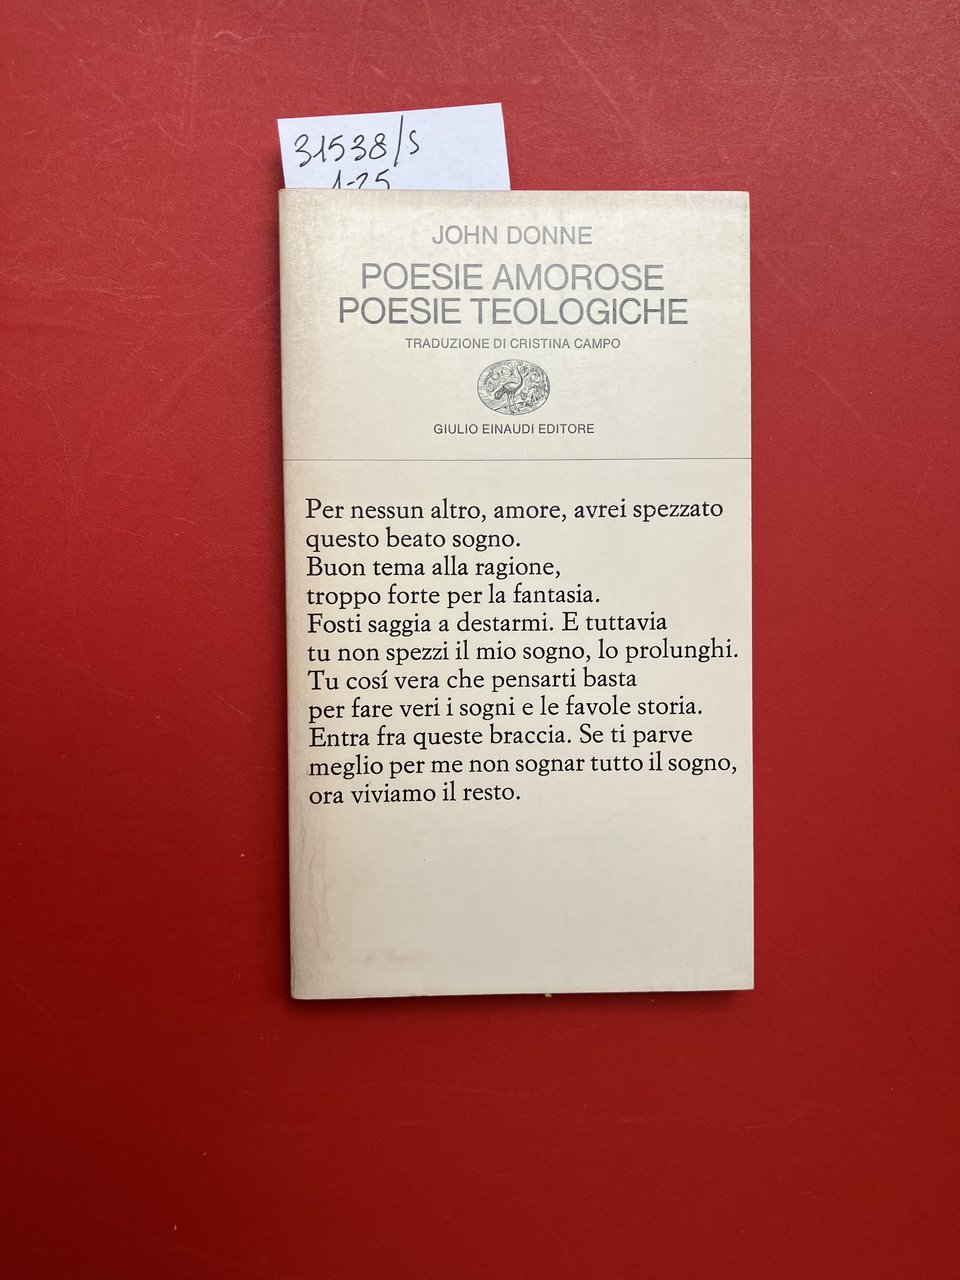 31538/s
1-25
JOHN DONNE
POESIE AMOROSE
POESIE TEOLOGICHE
TRADUZIONE DI CRISTINA CAMPO
GIULIO EINAUDI EDITORE
Per nessun altro, amore, avrei spezzato
questo beato sogno.
Buon tema alla ragione,
troppo forte per la fantasia.
Fosti saggia a destarmi. E tuttavia
tu non spezzi il mio sogno, lo prolunghi.
Tu cosí vera che pensarti basta
per fare veri i sogni e le favole storia.
Entra fra queste braccia. Se ti parve
meglio per me non sognar tutto il sogno,
ora viviamo il resto.